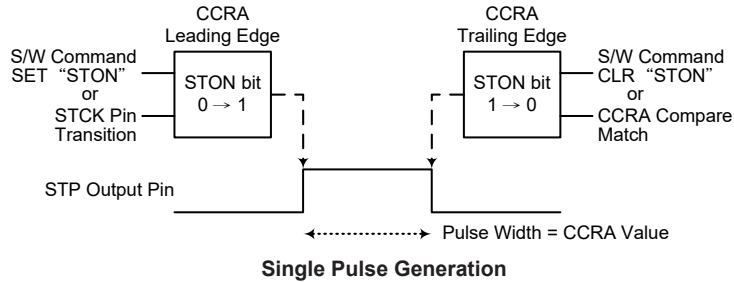 CCRA
Leading Edge
CCRA
Trailing Edge
S/W Command
SET “STON”
or
STCK Pin
Transition
STON bit
0 → 1
STON bit
1 → 0
S/W Command
CLR “STON”
or
CCRA Compare
Match
STP Output Pin
Pulse Width = CCRA Value
Single Pulse Generation